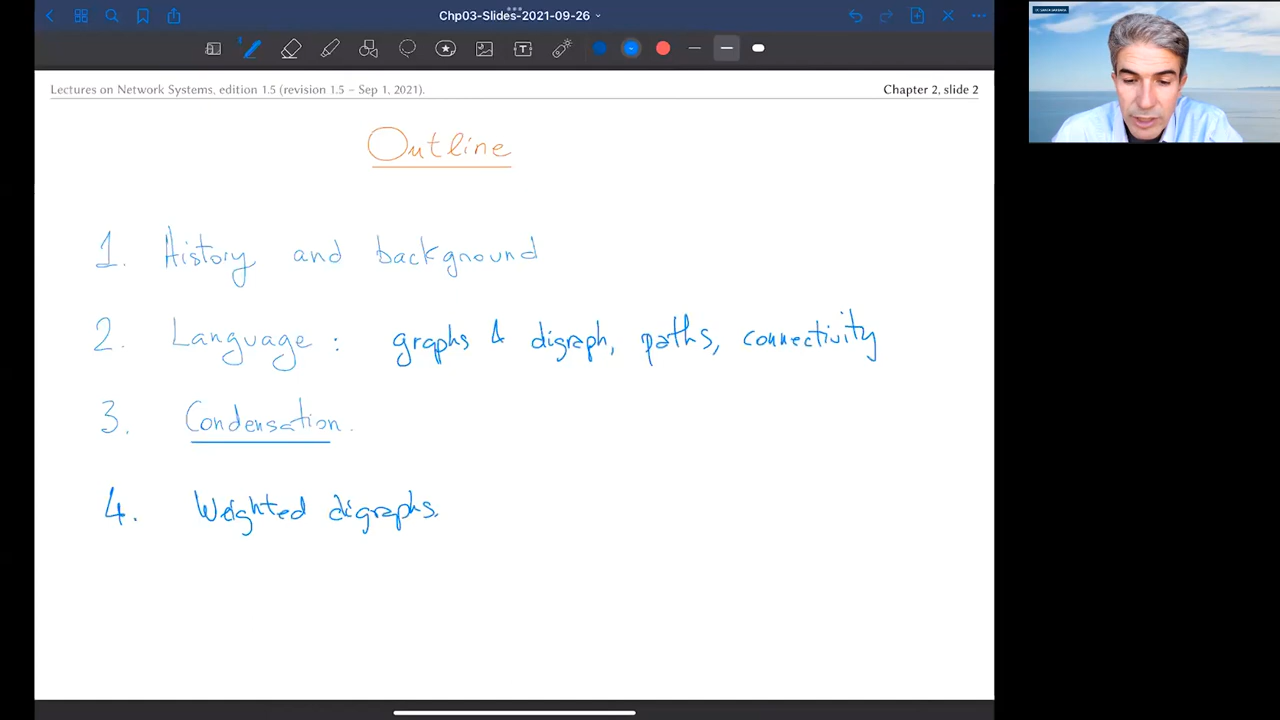 Chp03-Slides-2021-09-26
Lectures on Network Systems, edition 1.5 (revision 1.5 – Sep 1, 2021).
Chapter 2, slide 2
Outline
1. History and background
2. Language : graphs & digraph, paths, connectivity
3. Condensation.
4. Weighted digraphs.